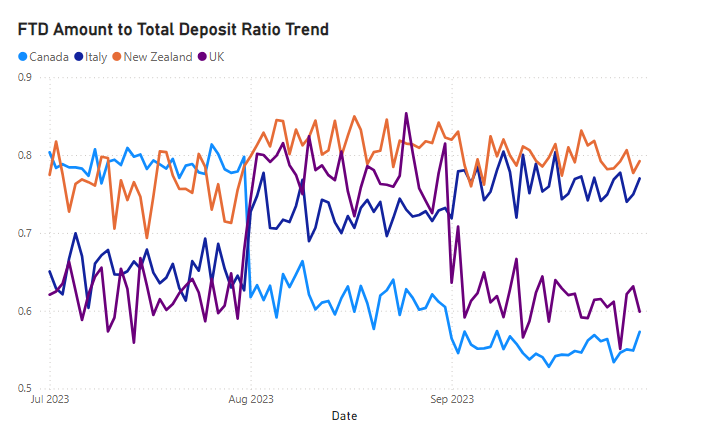 FTD Amount to Total Deposit Ratio Trend
Canada Italy New Zealand UK
0.9
0.8
0.7
0.6
0.5
Jul 2023 Aug 2023 Sep 2023
Date